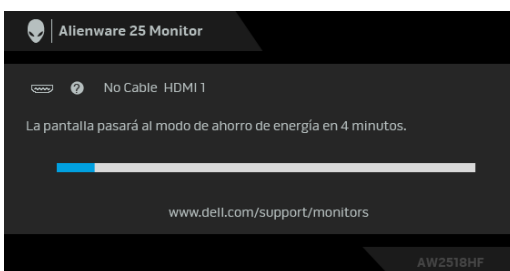 Alienware 25 Monitor
? No Cable HDMI 1
La pantalla pasará al modo de ahorro de energía en 4 minutos.
www.dell.com/support/monitors
AW2518HF